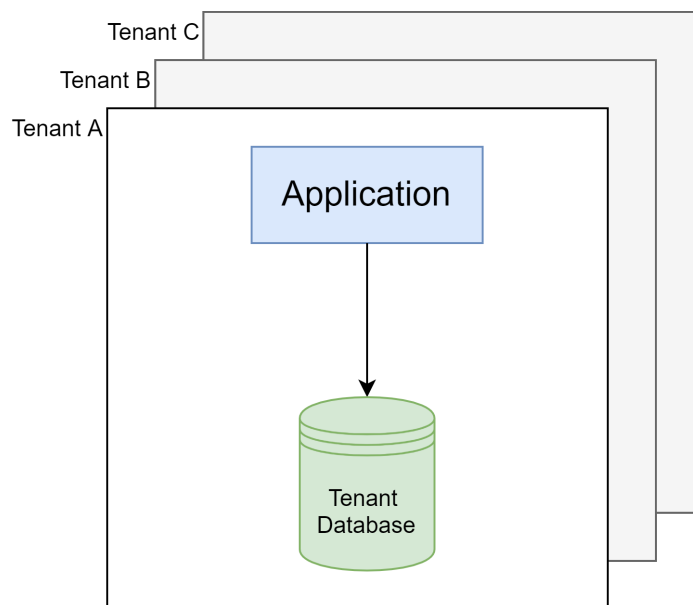 Tenant C
Tenant B
Tenant A
Application
Tenant
Database